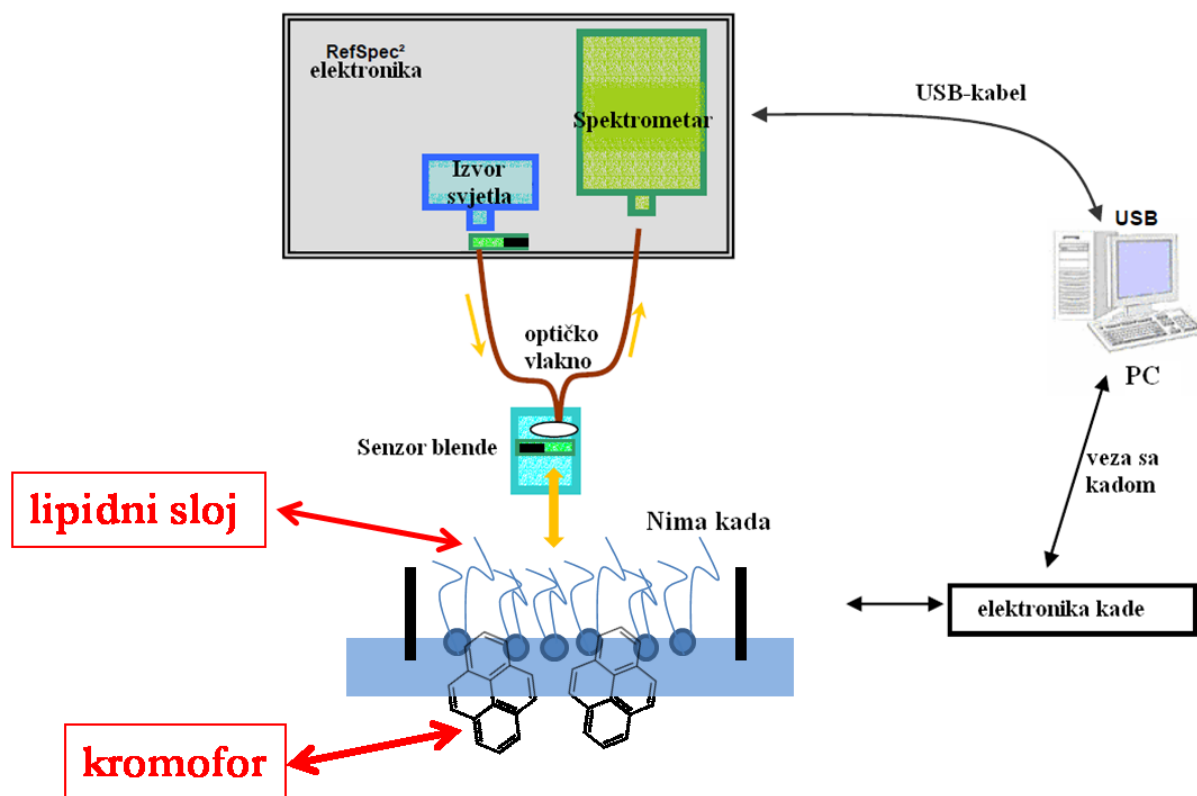 RefSpec²
elektronika
Spektrometar
Izvor
svjetla
USB-kabel
USB
PC
optičko
vlakno
Senzor blende
veza sa
kadom
lipidni sloj
Nima kada
elektronika kade
kromofor